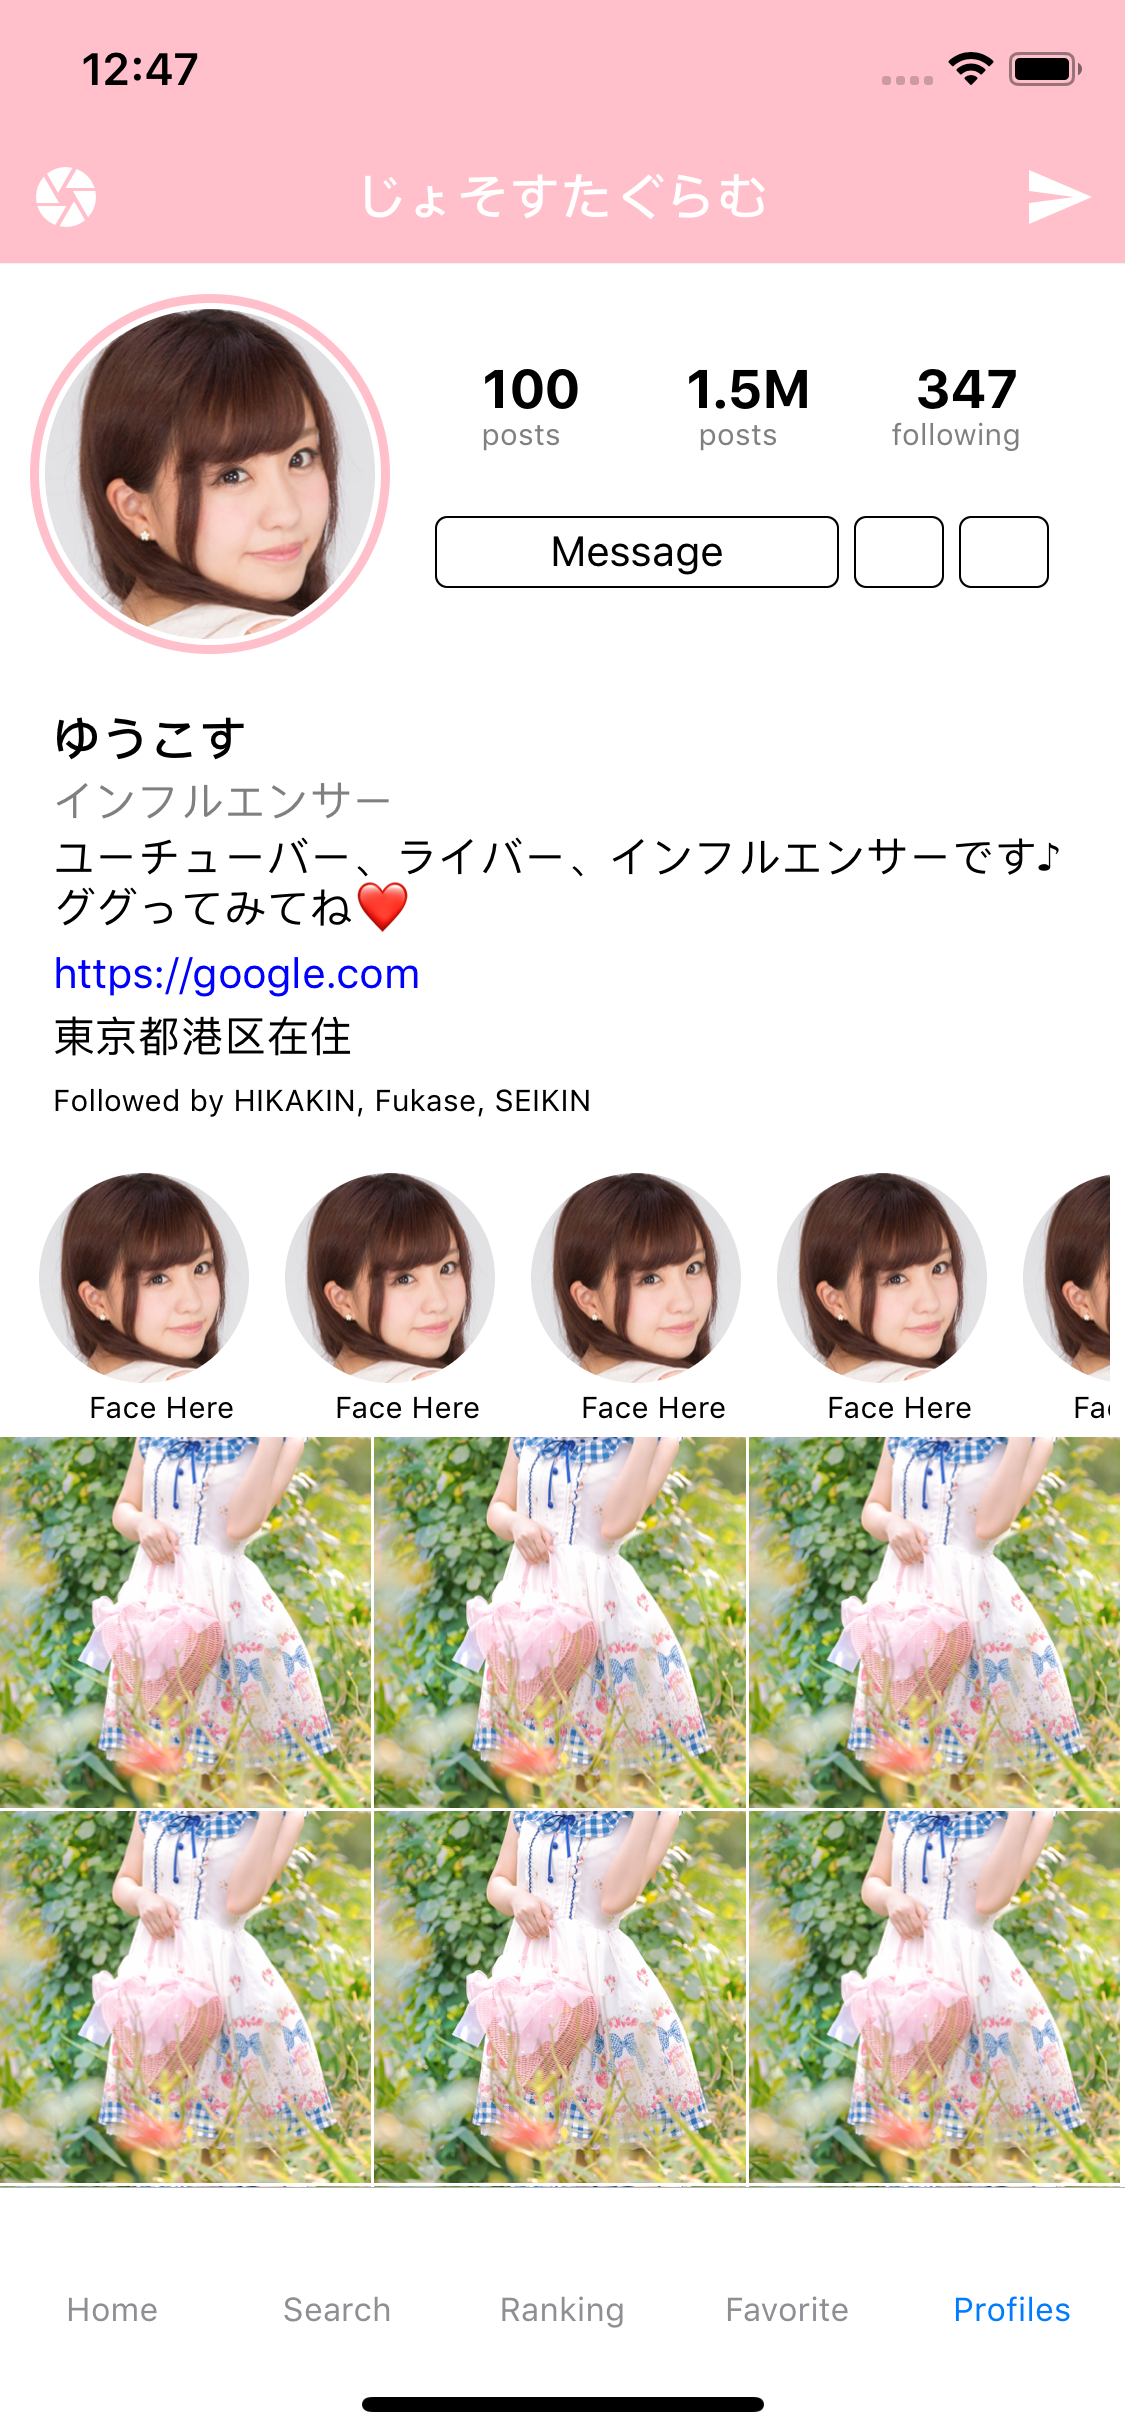 12:47
じょそすたぐらむ
100 1.5M 347
posts posts following
Message
ゆうこす
インフルエンサー
ユーチューバー、ライバー、インフルエンサーです♪
ググってみてね❤️
https://google.com
東京都港区在住
Followed by HIKAKIN, Fukase, SEIKIN
Face Here Face Here Face Here Face Here Fac
Home Search Ranking Favorite Profiles